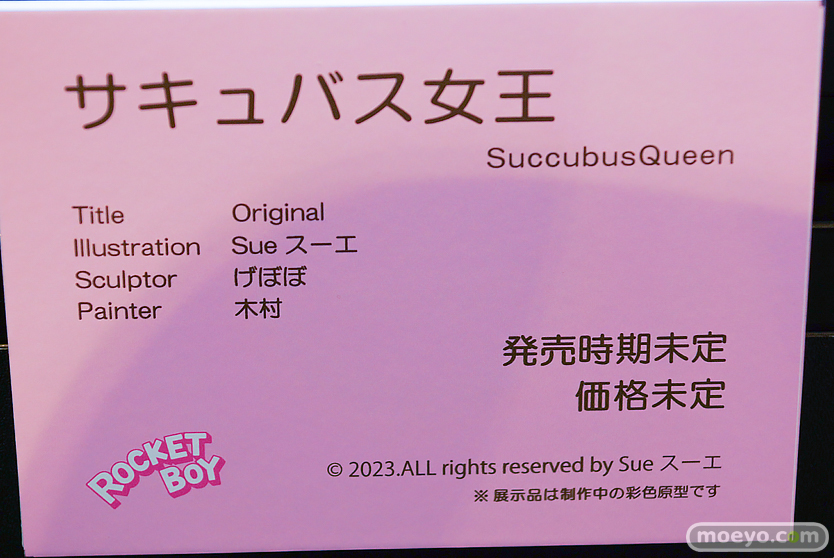 サキュバス女王
SuccubusQueen
Title Original
Illustration Sue スーエ
Sculptor げぼぼ
Painter 木村
発売時期未定
価格未定
ROCKET
BOY
© 2023.ALL rights reserved by Sue スーエ
※展示品は制作中の彩色原型です
moeyo.com